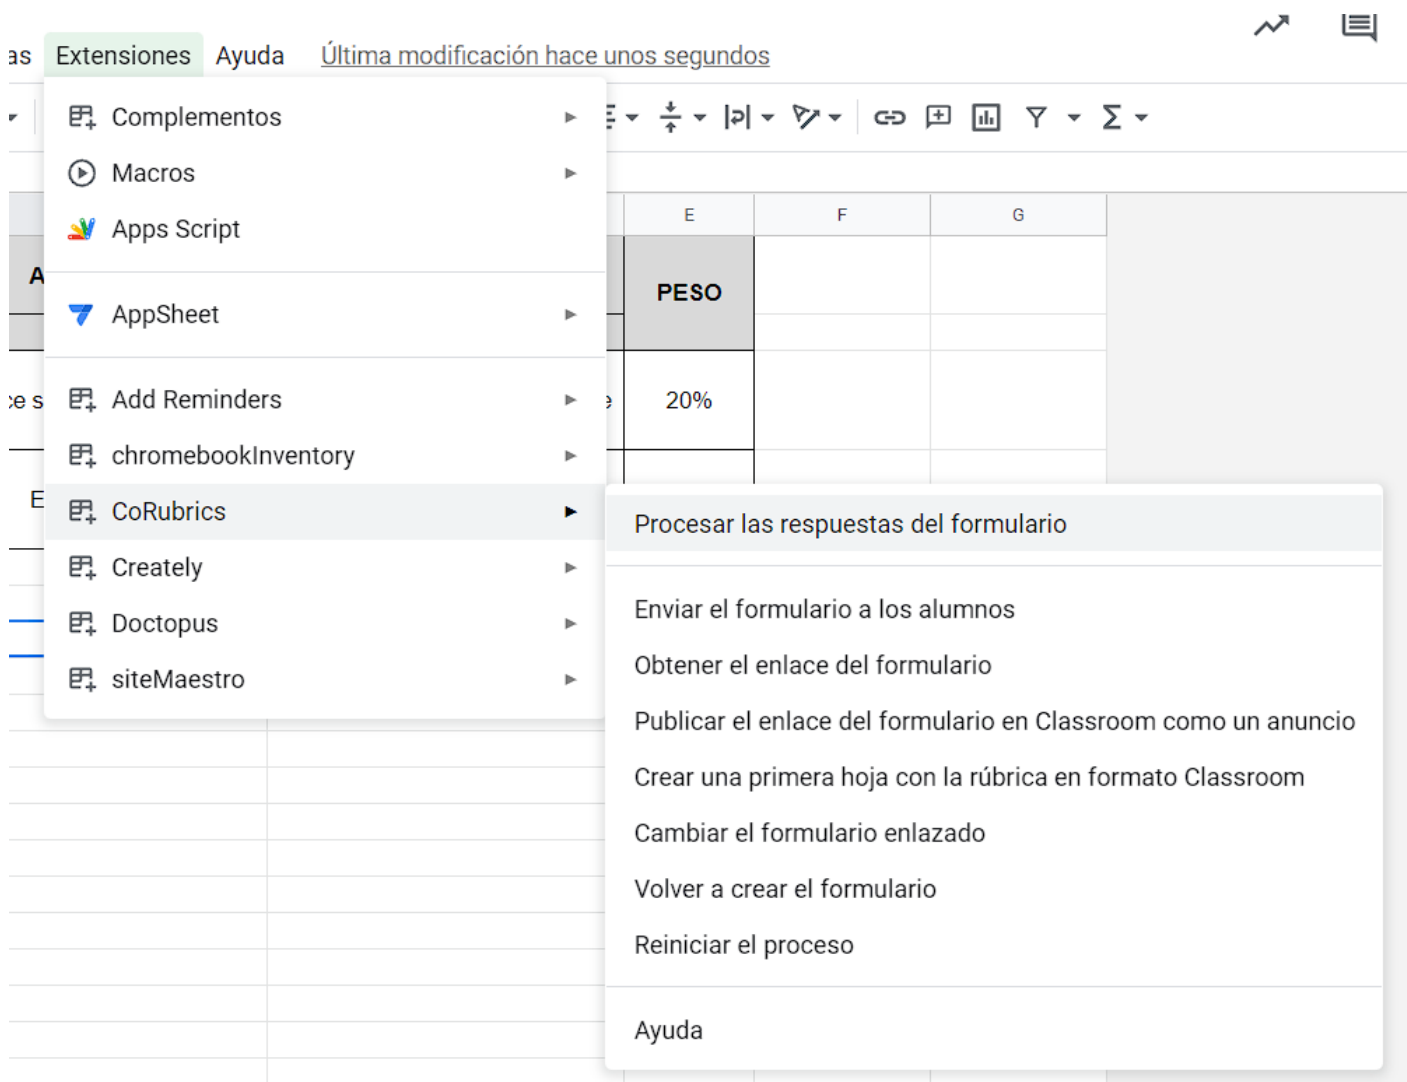 as Extensiones Ayuda Última modificación hace unos segundos
Complementos
Macros
Apps Script
AppSheet
Add Reminders
chromebookInventory
CoRubrics
Creately
Doctopus
siteMaestro
E F G
A PESO
ce s e 20%
E
Procesar las respuestas del formulario
Enviar el formulario a los alumnos
Obtener el enlace del formulario
Publicar el enlace del formulario en Classroom como un anuncio
Crear una primera hoja con la rúbrica en formato Classroom
Cambiar el formulario enlazado
Volver a crear el formulario
Reiniciar el proceso
Ayuda